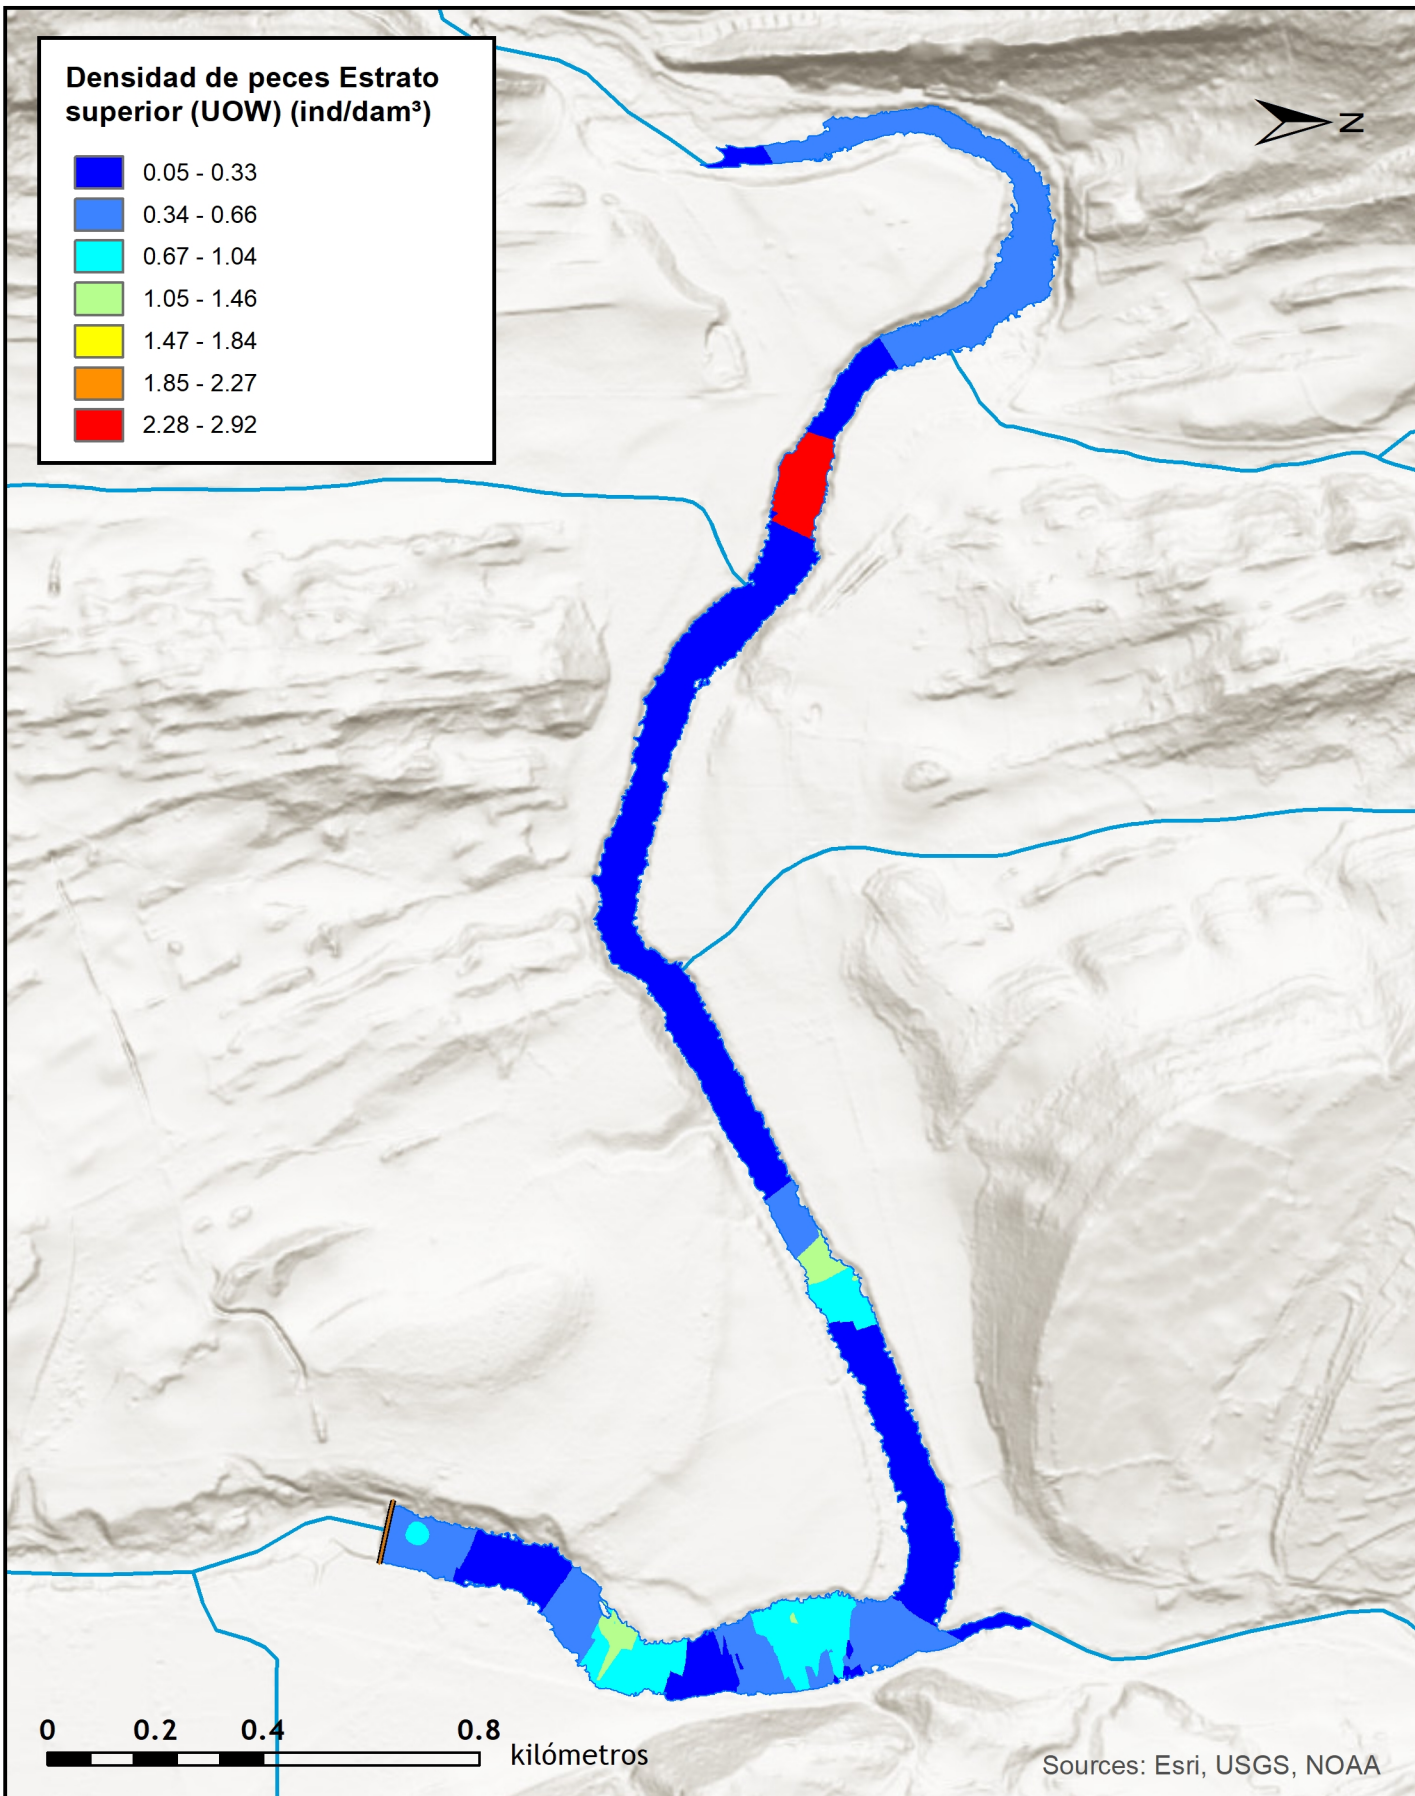 Densidad de peces Estrato
superior (UOW) (ind/dam³)
0.05 - 0.33
0.34 - 0.66
0.67 - 1.04
1.05 - 1.46
1.47 - 1.84
1.85 - 2.27
2.28 - 2.92
N
0 0.2 0.4 0.8
kilómetros
Sources: Esri, USGS, NOAA